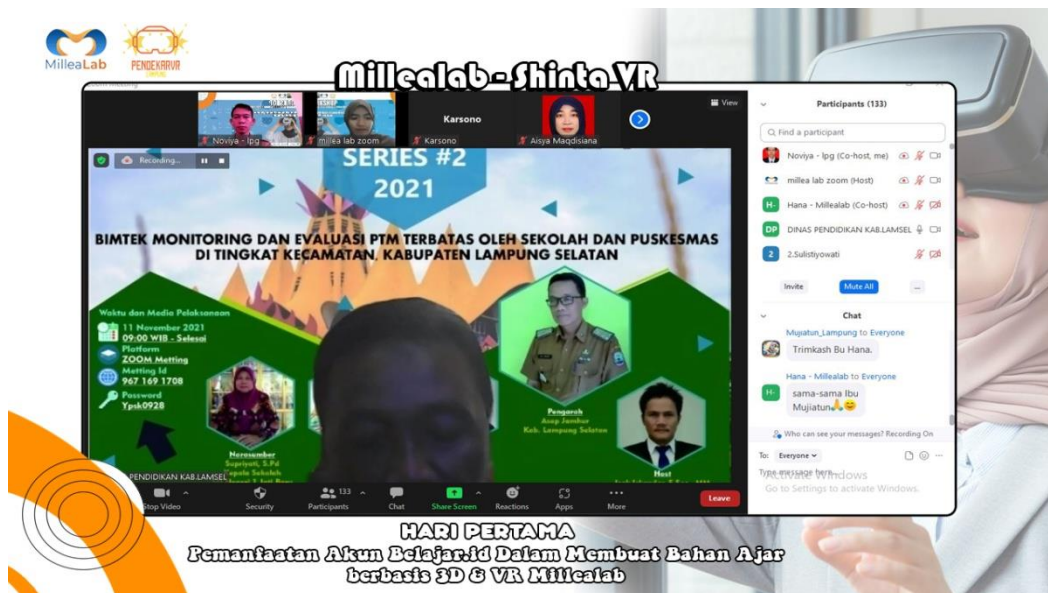 MilleaLab
PENDEKARVR
LAMPUNG
Millealab - Shinta VR
Zoom Meeting
View
Noviya - lpg
millea lab zoom
Karsono
Karsono
Aisya Maqdisiana
Recording...
SERIES #2
2021
BIMTEK MONITORING DAN EVALUASI PTM TERBATAS OLEH SEKOLAH DAN PUSKESMAS
DI TINGKAT KECAMATAN, KABUPATEN LAMPUNG SELATAN
Waktu dan Media Pelaksanaan
11 November 2021
09:00 WIB - Selesai
Platform
ZOOM Metting
Metting Id
967 169 1708
Password
Ypsk0928
Narasumber
Supriyati, S.Pd
Kepala Sekolah
Pengarah
Asep Jamhur
Kab. Lampung Selatan
Host
PENDIDIKAN KAB.LAMSEL
Stop Video
Security
133
Participants
Chat
Share Screen
Reactions
Apps
More
Leave
Participants (133)
Find a participant
Noviya - lpg (Co-host, me)
millea lab zoom (Host)
H- Hana - Millealab (Co-host)
DP DINAS PENDIDIKAN KAB.LAMSEL
2 2.Sulistiyowati
Invite
Mute All
...
Chat
Mujiatun_Lampung to Everyone
Trimkash Bu Hana.
Hana - Millealab to Everyone
H- sama-sama Ibu
Mujiatun🙏😊
Who can see your messages? Recording On
To: Everyone
Type message here...
Activate Windows
Go to Settings to activate Windows.
HARI PERTAMA
Pemanfaatan Akun Belajar.id Dalam Membuat Bahan Ajar
berbasis 3D & VR Millealab